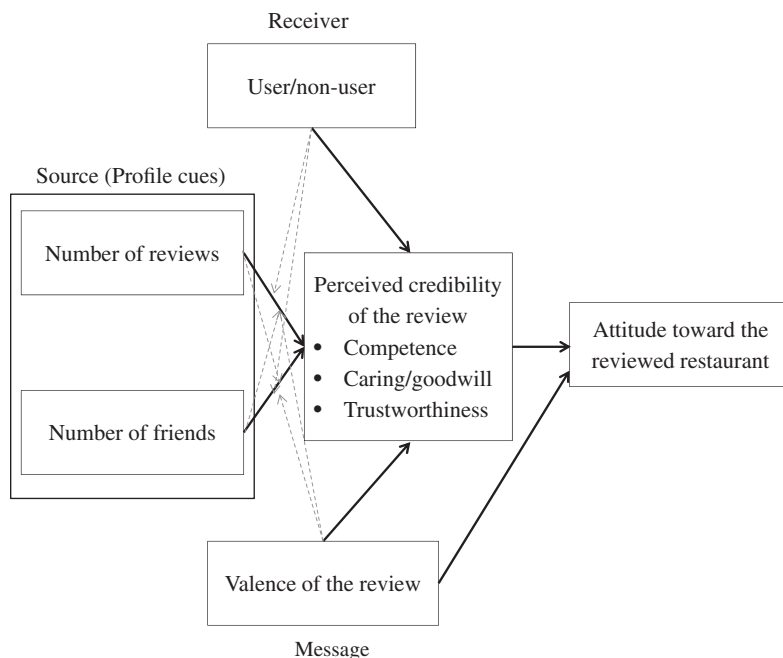 Receiver
User/non-user
Source (Profile cues)
Number of reviews
Number of friends
Perceived credibility
of the review
• Competence
• Caring/goodwill
• Trustworthiness
Attitude toward the
reviewed restaurant
Valence of the review
Message